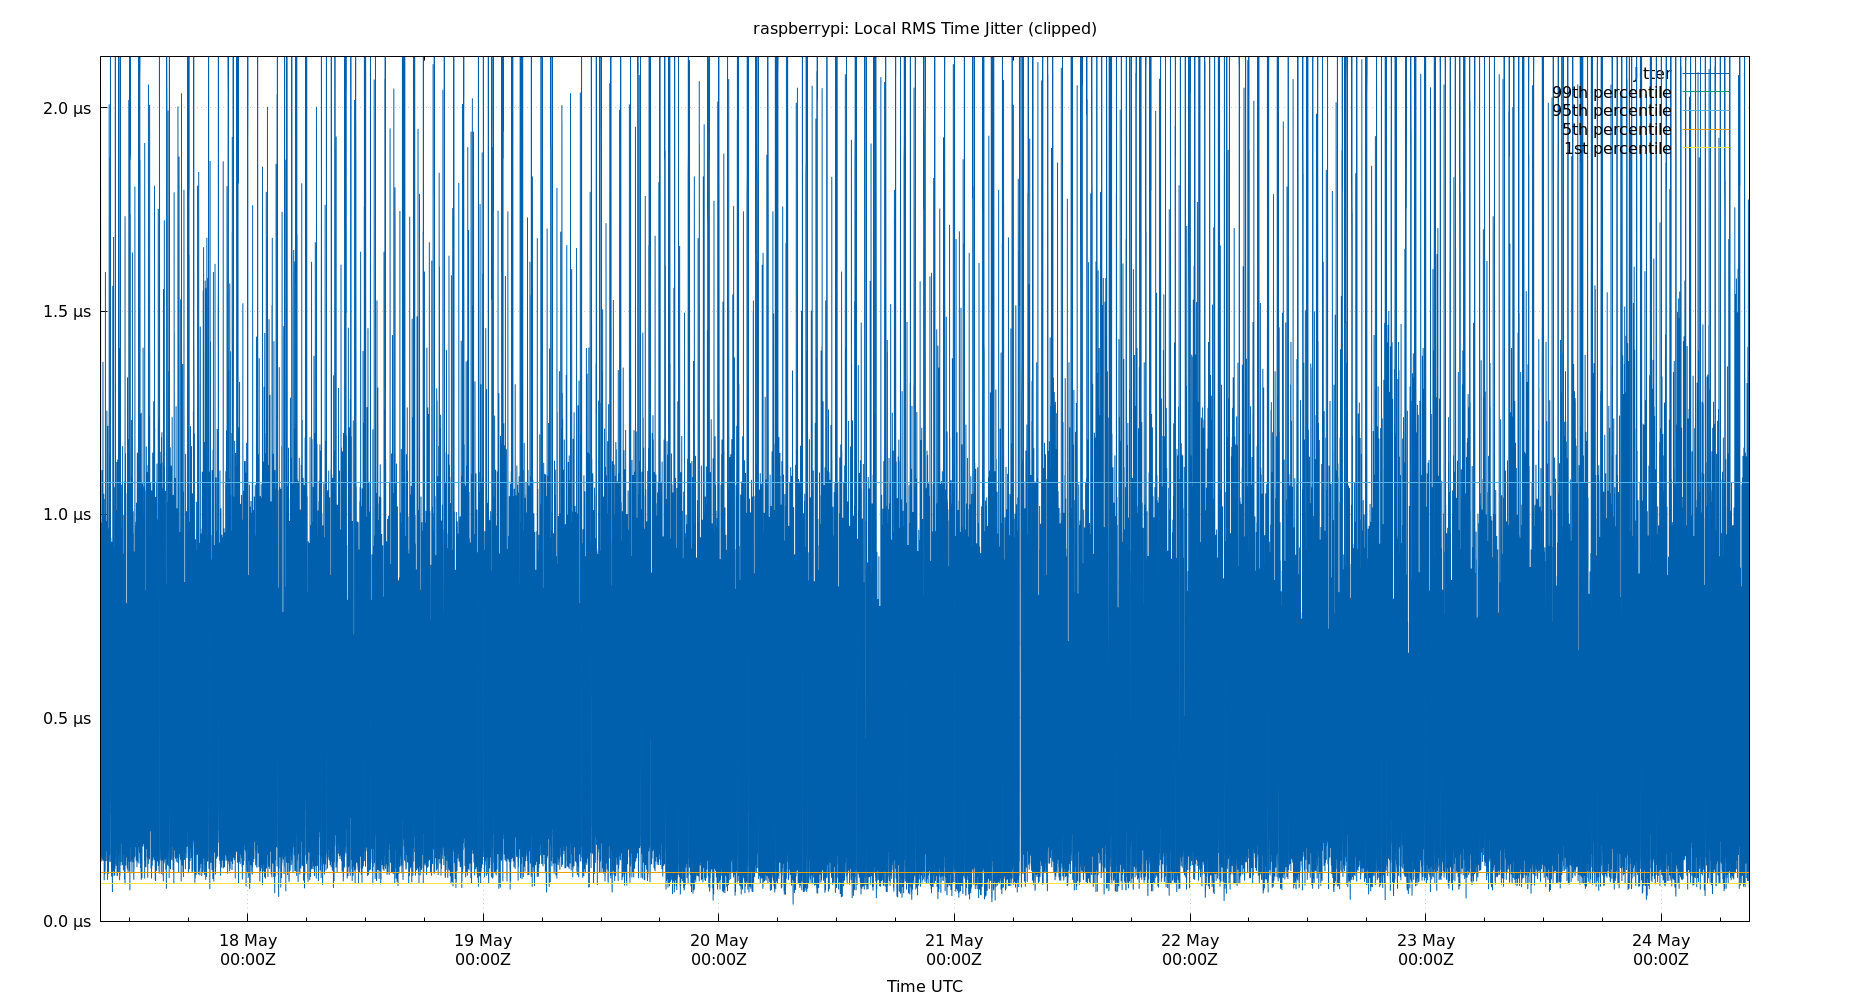 raspberrypi: Local RMS Time Jitter (clipped)
jitter
99th percentile
95th percentile
5th percentile
1st percentile
2.0 µs
1.5 µs
1.0 µs
0.5 µs
0.0 µs
18 May 19 May 20 May 21 May 22 May 23 May 24 May
00:00Z 00:00Z 00:00Z 00:00Z 00:00Z 00:00Z 00:00Z
Time UTC